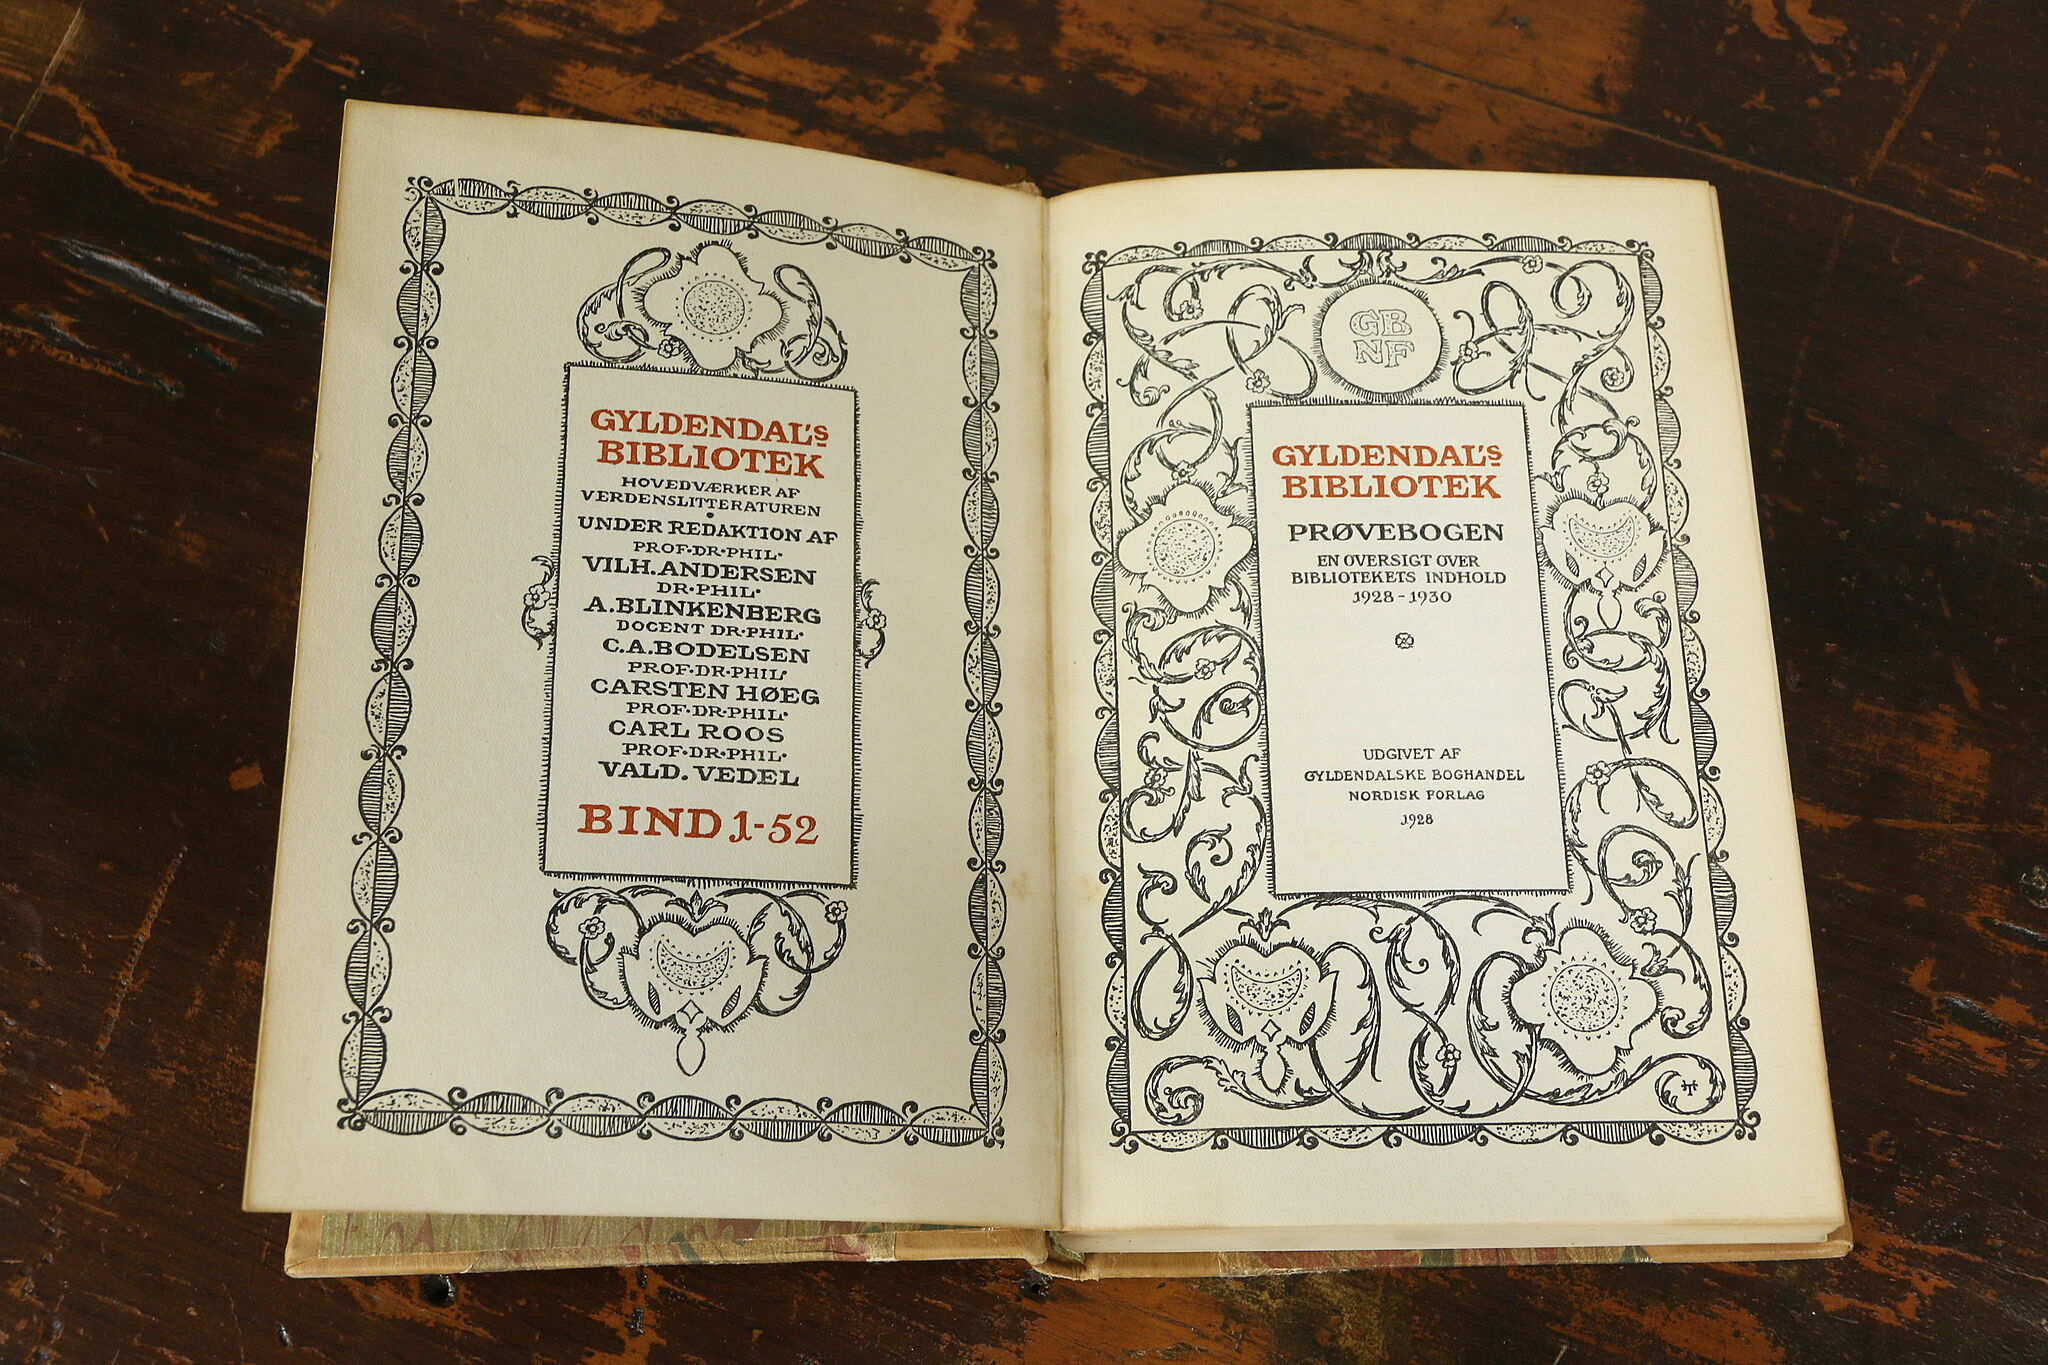 GYLDENDAL's
BIBLIOTEK
HOVEDVÆRKER AF
VERDENSLITTERATUREN
UNDER REDAKTION AF
PROF·DR·PHIL·
VILH. ANDERSEN
DR·PHIL·
A. BLINKENBERG
DOCENT DR·PHIL·
C.A. BODELSEN
PROF·DR·PHIL·
CARSTEN HØEG
PROF·DR·PHIL·
CARL ROOS
PROF·DR·PHIL·
VALD. VEDEL
BIND 1-52
GB
NF
GYLDENDAL's
BIBLIOTEK
PRØVEBOGEN
EN OVERSIGT OVER
BIBLIOTEKETS INDHOLD
1928-1930
UDGIVET AF
GYLDENDALSKE BOGHANDEL
NORDISK FORLAG
1928